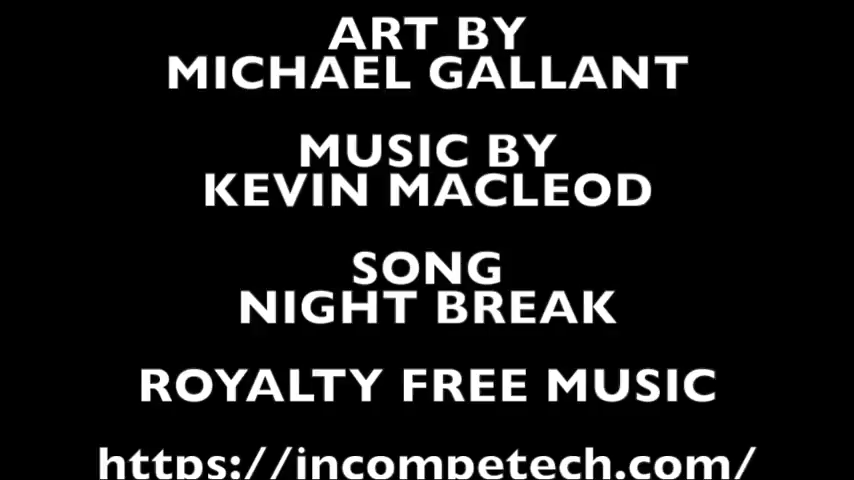 ART BY
MICHAEL GALLANT
MUSIC BY
KEVIN MACLEOD
SONG
NIGHT BREAK
ROYALTY FREE MUSIC
https://incompetech.com/